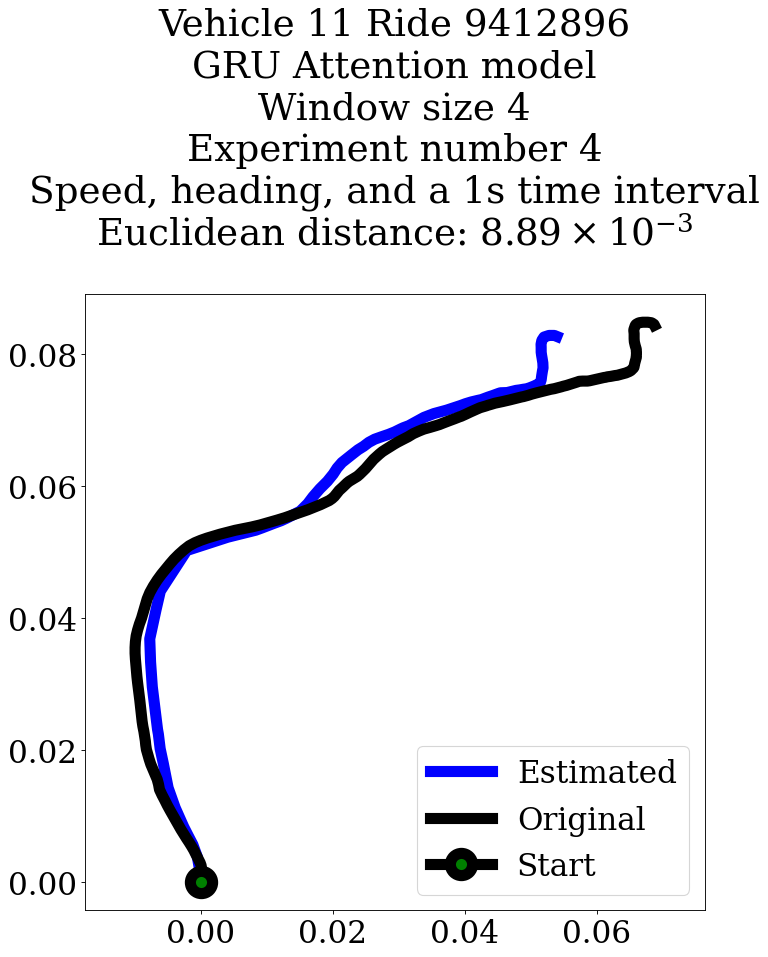 Vehicle 11 Ride 9412896
GRU Attention model
Window size 4
Experiment number 4
Speed, heading, and a 1s time interval
Euclidean distance: 8.89 × 10⁻³
0.08
0.06
0.04
0.02
0.00
Estimated
Original
Start
0.00 0.02 0.04 0.06